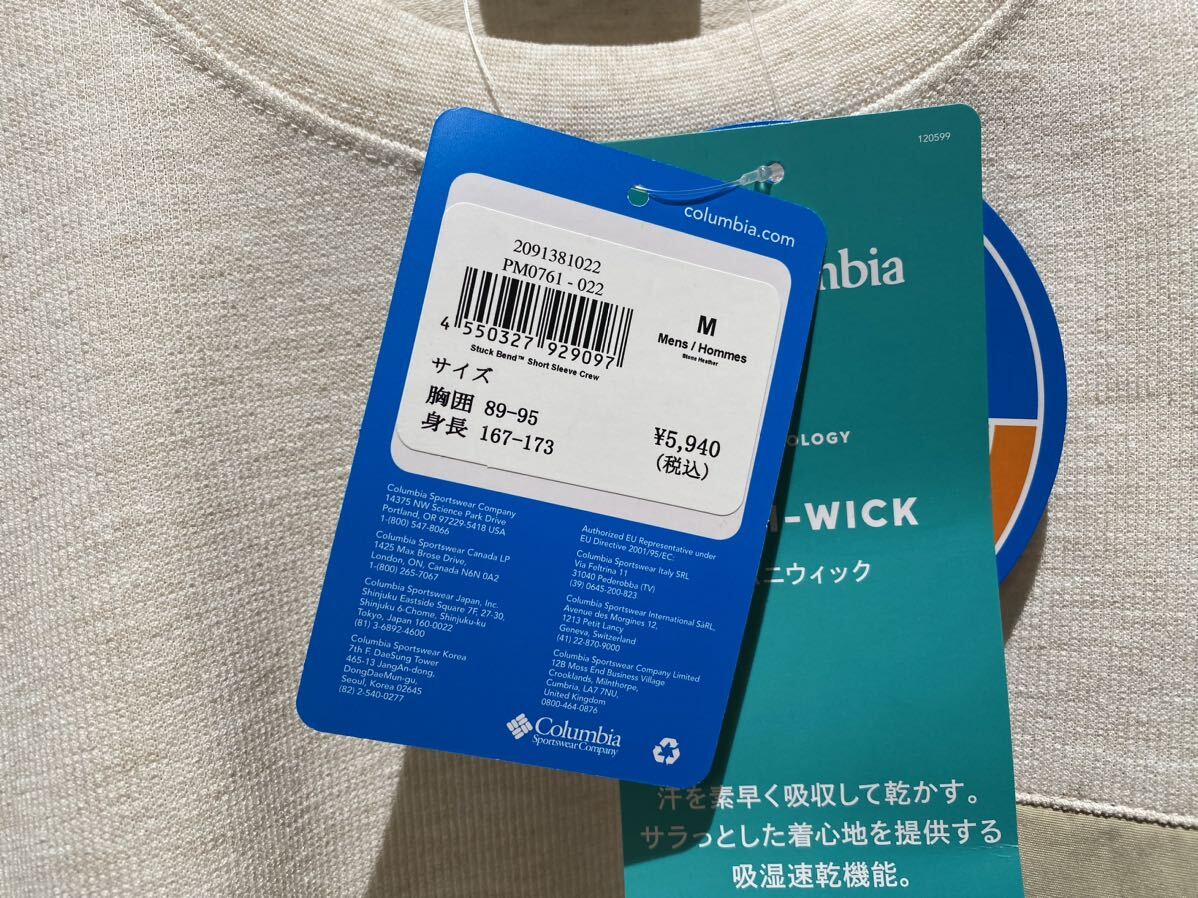 columbia.com
2091381022
PM0761 - 022
4 550327 929097
Stuck Bend™ Short Sleeve Crew
M
Mens / Hommes
Stone Heather
サイズ
胸囲 89-95
身長 167-173
¥5,940
(税込)
Columbia Sportswear Company
14375 NW Science Park Drive
Portland, OR 97229-5418 USA
1-(800) 547-8066
Columbia Sportswear Canada LP
1425 Max Brose Drive,
London, ON, Canada N6N 0A2
1-(800) 265-7067
Columbia Sportswear Japan, Inc.
Shinjuku Eastside Square 7F, 27-30,
Shinjuku 6-Chome, Shinjuku-ku
Tokyo, Japan 160-0022
(81) 3-6892-4600
Columbia Sportswear Korea
7th F. DaeSung Tower
465-13 JangAn-dong,
DongDaeMun-gu,
Seoul, Korea 02645
(82) 2-540-0277
Authorized EU Representative under
EU Directive 2001/95/EC:
Columbia Sportswear Italy SRL
Via Feltrina 11
31040 Pederobba (TV)
(39) 0645-200-823
Columbia Sportswear International SàRL
Avenue des Morgines 12,
1213 Petit Lancy
Geneva, Switzerland
(41) 22-870-9000
Columbia Sportswear Company Limited
12B Moss End Business Village
Crooklands, Milnthorpe,
Cumbria, LA7 7NU,
United Kingdom
0800-464-0876
Columbia
Sportswear Company
120599
mbia
OLOGY
-WICK
ニウィック
汗を素早く吸収して乾かす。
サラっとした着心地を提供する
吸湿速乾機能。